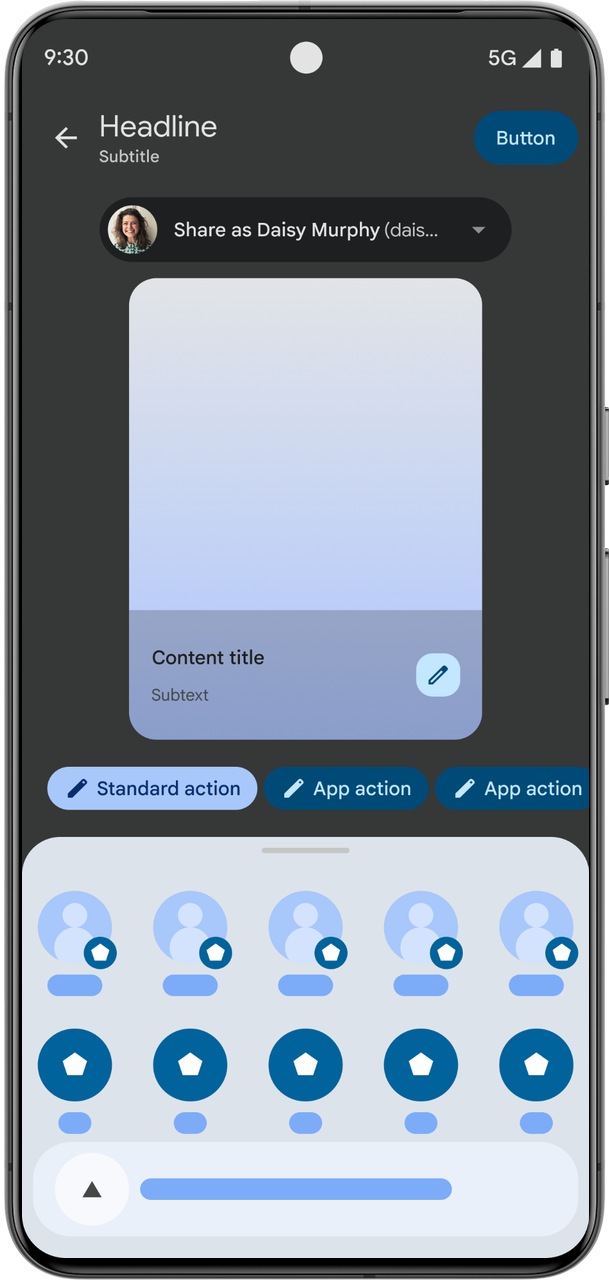 9:30
5G
Headline
Subtitle
Button
Share as Daisy Murphy (dais...
Content title
Subtext
Standard action
App action
App action